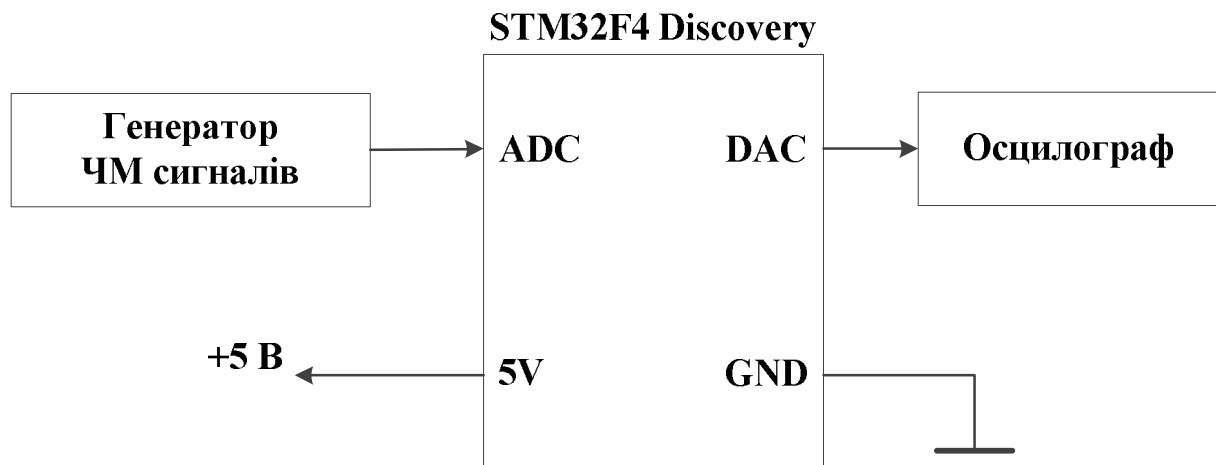 STM32F4 Discovery
Генератор
ЧМ сигналів
ADC
DAC
Осцилограф
+5 В
5V
GND